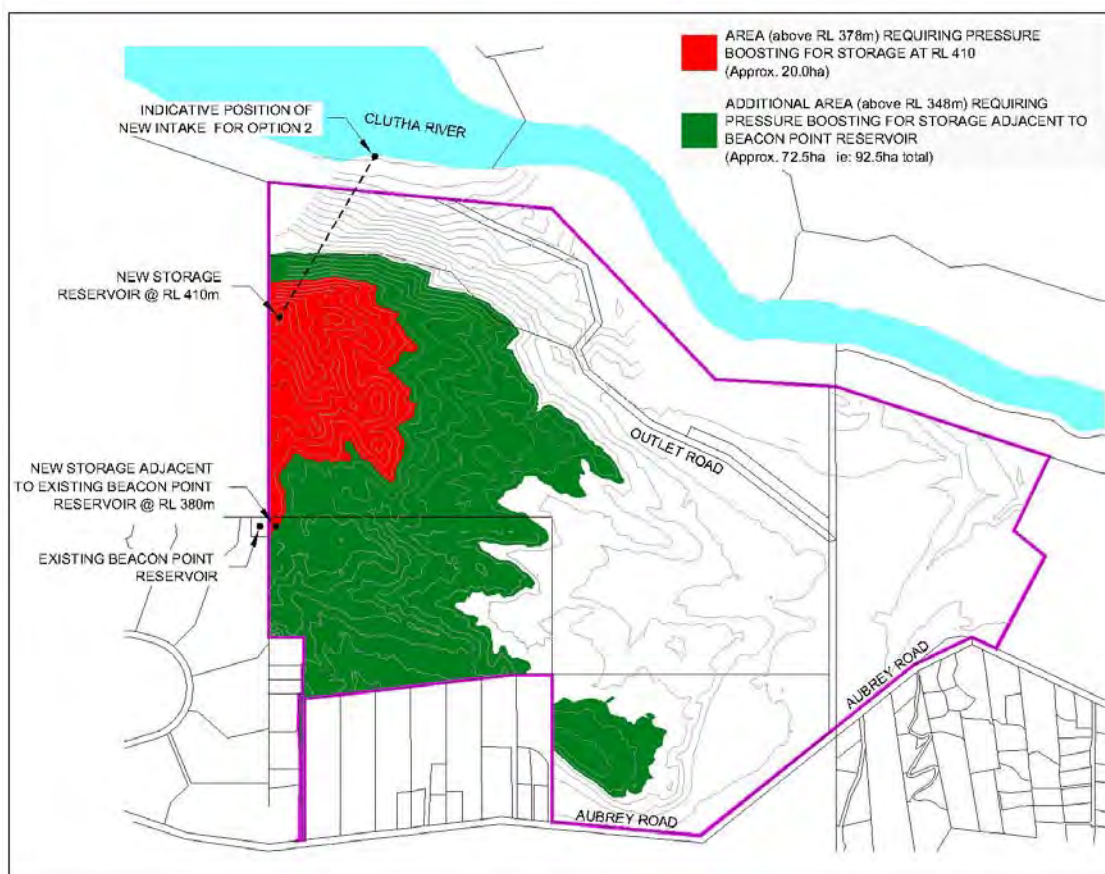 AREA (above RL 378m) REQUIRING PRESSURE
BOOSTING FOR STORAGE AT RL 410
(Approx. 20.0ha)
ADDITIONAL AREA (above RL 348m) REQUIRING
PRESSURE BOOSTING FOR STORAGE ADJACENT TO
BEACON POINT RESERVOIR
(Approx. 72.5ha ie: 92.5ha total)
INDICATIVE POSITION OF
NEW INTAKE FOR OPTION 2
CLUTHA RIVER
NEW STORAGE
RESERVOIR @ RL 410m
OUTLET ROAD
NEW STORAGE ADJACENT
TO EXISTING BEACON POINT
RESERVOIR @ RL 380m
EXISTING BEACON POINT
RESERVOIR
AUBREY ROAD
AUBREY ROAD